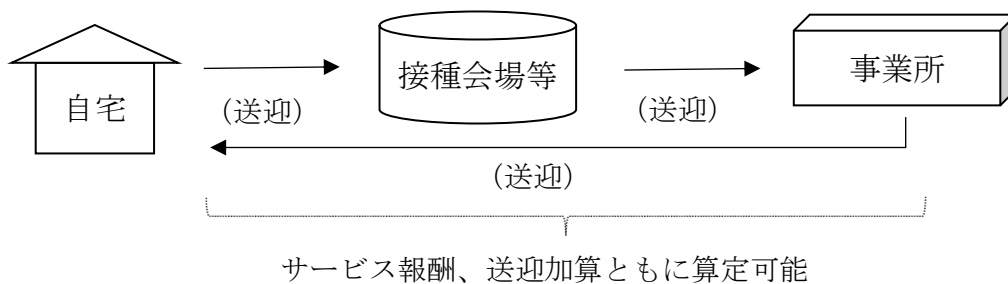 自宅
(送迎)
接種会場等
(送迎)
事業所
(送迎)
サービス報酬、送迎加算ともに算定可能